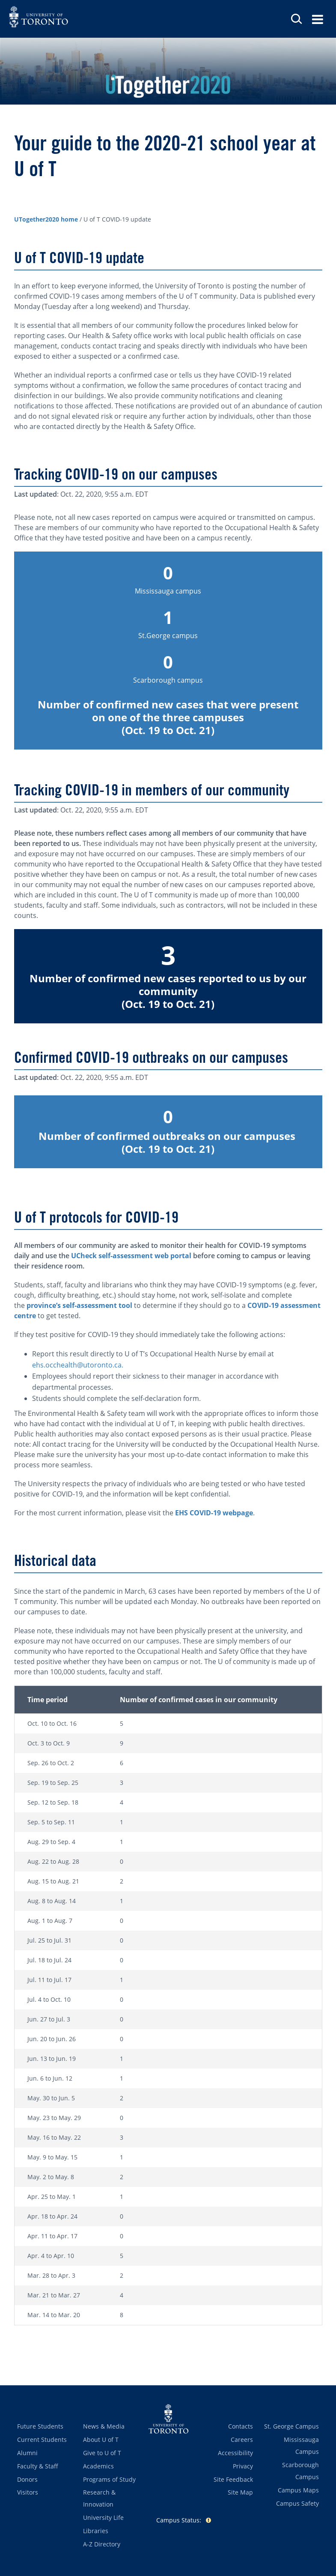 UNIVERSITY OF
TORONTO
UTogether2020
Your guide to the 2020-21 school year at
U of T
UTogether2020 home / U of T COVID-19 update
U of T COVID-19 update
In an effort to keep everyone informed, the University of Toronto is posting the number of
confirmed COVID-19 cases among members of the U of T community. Data is published every
Monday (Tuesday after a long weekend) and Thursday.
It is essential that all members of our community follow the procedures linked below for
reporting cases. Our Health & Safety office works with local public health officials on case
management, conducts contact tracing and speaks directly with individuals who have been
exposed to either a suspected or a confirmed case.
Whether an individual reports a confirmed case or tells us they have COVID-19 related
symptoms without a confirmation, we follow the same procedures of contact tracing and
disinfection in our buildings. We also provide community notifications and cleaning
notifications to those affected. These notifications are provided out of an abundance of caution
and do not signal elevated risk or require any further action by individuals, other than those
who are contacted directly by the Health & Safety Office.
Tracking COVID-19 on our campuses
Last updated: Oct. 22, 2020, 9:55 a.m. EDT
Please note, not all new cases reported on campus were acquired or transmitted on campus.
These are members of our community who have reported to the Occupational Health & Safety
Office that they have tested positive and have been on a campus recently.
0
Mississauga campus
1
St.George campus
0
Scarborough campus
Number of confirmed new cases that were present
on one of the three campuses
(Oct. 19 to Oct. 21)
Tracking COVID-19 in members of our community
Last updated: Oct. 22, 2020, 9:55 a.m. EDT
Please note, these numbers reflect cases among all members of our community that have
been reported to us. These individuals may not have been physically present at the university,
and exposure may not have occurred on our campuses. These are simply members of our
community who have reported to the Occupational Health & Safety Office that they have tested
positive whether they have been on campus or not. As a result, the total number of new cases
in our community may not equal the number of new cases on our campuses reported above,
which are included in this count. The U of T community is made up of more than 100,000
students, faculty and staff. Some individuals, such as contractors, will not be included in these
counts.
3
Number of confirmed new cases reported to us by our
community
(Oct. 19 to Oct. 21)
Confirmed COVID-19 outbreaks on our campuses
Last updated: Oct. 22, 2020, 9:55 a.m. EDT
0
Number of confirmed outbreaks on our campuses
(Oct. 19 to Oct. 21)
U of T protocols for COVID-19
All members of our community are asked to monitor their health for COVID-19 symptoms
daily and use the UCheck self-assessment web portal before coming to campus or leaving
their residence room.
Students, staff, faculty and librarians who think they may have COVID-19 symptoms (e.g. fever,
cough, difficulty breathing, etc.) should stay home, not work, self-isolate and complete
the province's self-assessment tool to determine if they should go to a COVID-19 assessment
centre to get tested.
If they test positive for COVID-19 they should immediately take the following actions:
• Report this result directly to U of T's Occupational Health Nurse by email at
ehs.occhealth@utoronto.ca.
• Employees should report their sickness to their manager in accordance with
departmental processes.
• Students should complete the self-declaration form.
The Environmental Health & Safety team will work with the appropriate offices to inform those
who have had contact with the individual at U of T, in keeping with public health directives.
Public health authorities may also contact exposed persons as is their usual practice. Please
note: All contact tracing for the University will be conducted by the Occupational Health Nurse.
Please make sure the university has your most up-to-date contact information to make this
process more seamless.
The University respects the privacy of individuals who are being tested or who have tested
positive for COVID-19, and the information will be kept confidential.
For the most current information, please visit the EHS COVID-19 webpage.
Historical data
Since the start of the pandemic in March, 63 cases have been reported by members of the U of
T community. This number will be updated each Monday. No outbreaks have been reported on
our campuses to date.
Please note, these individuals may not have been physically present at the university, and
exposure may not have occurred on our campuses. These are simply members of our
community who have reported to the Occupational Health and Safety Office that they have
tested positive whether they have been on campus or not. The U of community is made up of
more than 100,000 students, faculty and staff.
Time period Number of confirmed cases in our community
Oct. 10 to Oct. 16 5
Oct. 3 to Oct. 9 9
Sep. 26 to Oct. 2 6
Sep. 19 to Sep. 25 3
Sep. 12 to Sep. 18 4
Sep. 5 to Sep. 11 1
Aug. 29 to Sep. 4 1
Aug. 22 to Aug. 28 0
Aug. 15 to Aug. 21 2
Aug. 8 to Aug. 14 1
Aug. 1 to Aug. 7 0
Jul. 25 to Jul. 31 0
Jul. 18 to Jul. 24 0
Jul. 11 to Jul. 17 1
Jul. 4 to Oct. 10 0
Jun. 27 to Jul. 3 0
Jun. 20 to Jun. 26 0
Jun. 13 to Jun. 19 1
Jun. 6 to Jun. 12 1
May. 30 to Jun. 5 2
May. 23 to May. 29 0
May. 16 to May. 22 3
May. 9 to May. 15 1
May. 2 to May. 8 2
Apr. 25 to May. 1 1
Apr. 18 to Apr. 24 0
Apr. 11 to Apr. 17 0
Apr. 4 to Apr. 10 5
Mar. 28 to Apr. 3 2
Mar. 21 to Mar. 27 4
Mar. 14 to Mar. 20 8
Future Students
Current Students
Alumni
Faculty & Staff
Donors
Visitors
News & Media
About U of T
Give to U of T
Academics
Programs of Study
Research &
Innovation
University Life
Libraries
A-Z Directory
UNIVERSITY OF
TORONTO
Campus Status:
Contacts
Careers
Accessibility
Privacy
Site Feedback
Site Map
St. George Campus
Mississauga
Campus
Scarborough
Campus
Campus Maps
Campus Safety